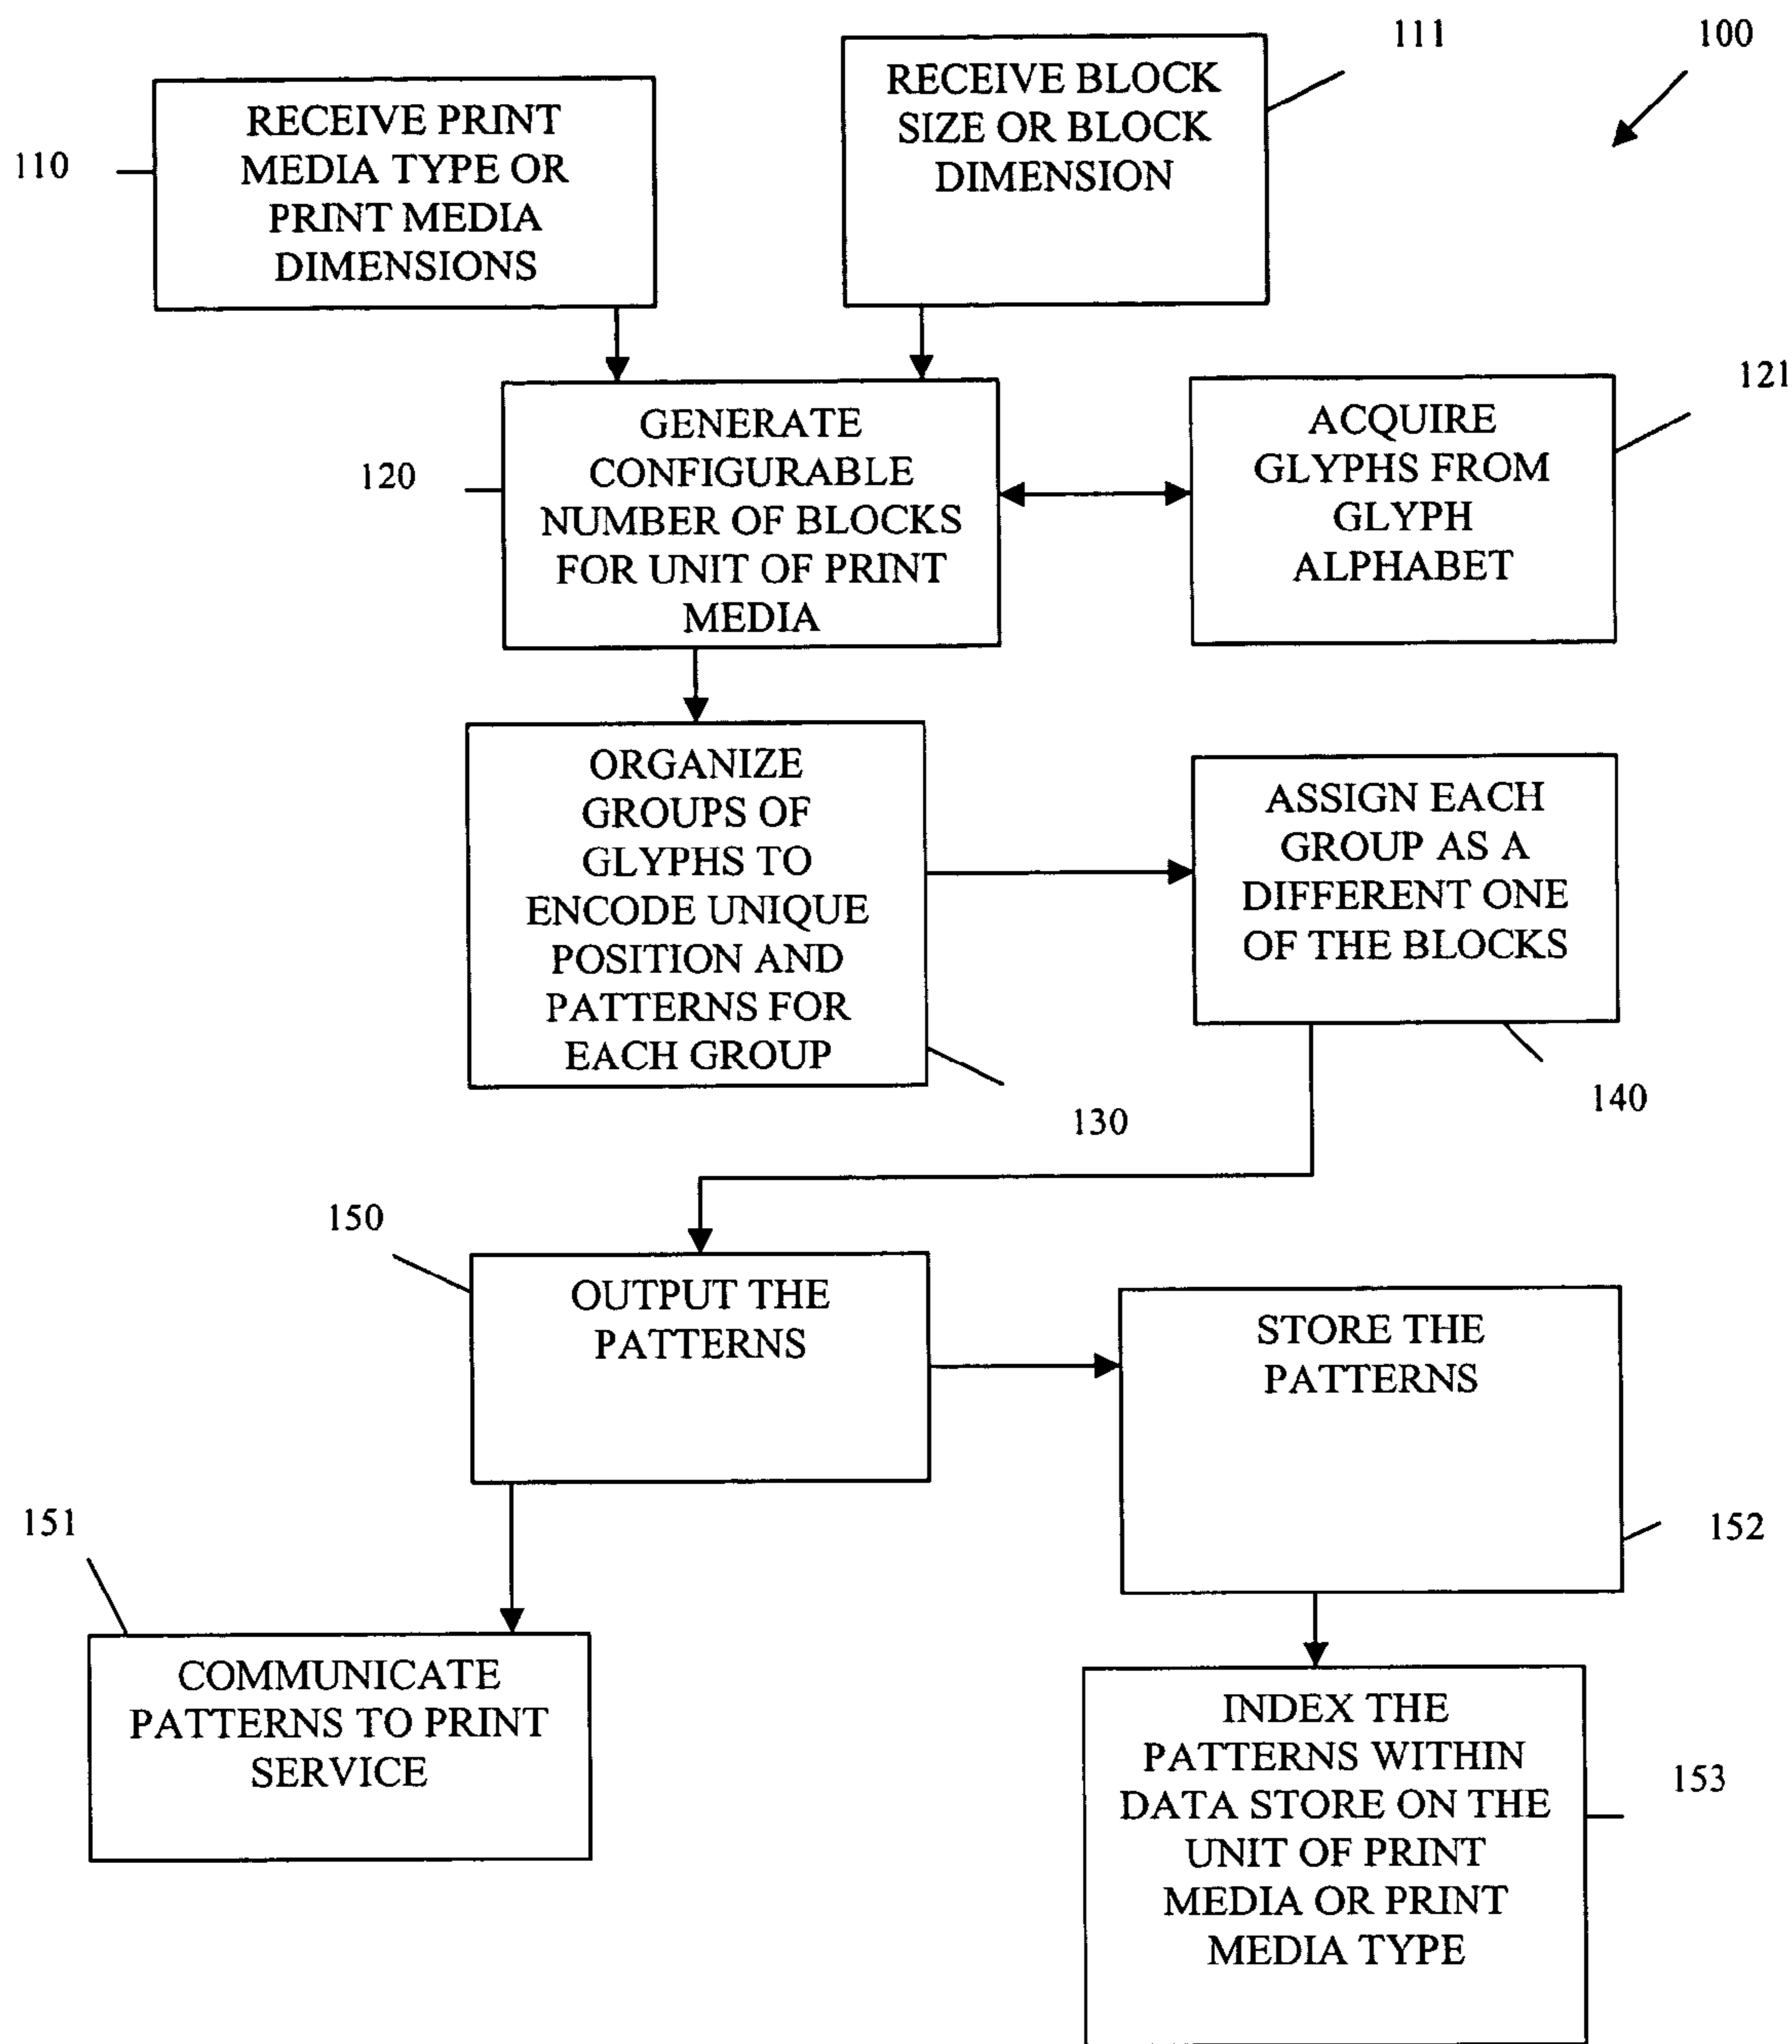 111
100
RECEIVE PRINT
MEDIA TYPE OR
PRINT MEDIA
DIMENSIONS
110
RECEIVE BLOCK
SIZE OR BLOCK
DIMENSION
GENERATE
CONFIGURABLE
NUMBER OF BLOCKS
FOR UNIT OF PRINT
MEDIA
120
ACQUIRE
GLYPHS FROM
GLYPH
ALPHABET
121
ORGANIZE
GROUPS OF
GLYPHS TO
ENCODE UNIQUE
POSITION AND
PATTERNS FOR
EACH GROUP
130
ASSIGN EACH
GROUP AS A
DIFFERENT ONE
OF THE BLOCKS
140
150
OUTPUT THE
PATTERNS
STORE THE
PATTERNS
152
151
COMMUNICATE
PATTERNS TO PRINT
SERVICE
INDEX THE
PATTERNS WITHIN
DATA STORE ON THE
UNIT OF PRINT
MEDIA OR PRINT
MEDIA TYPE
153